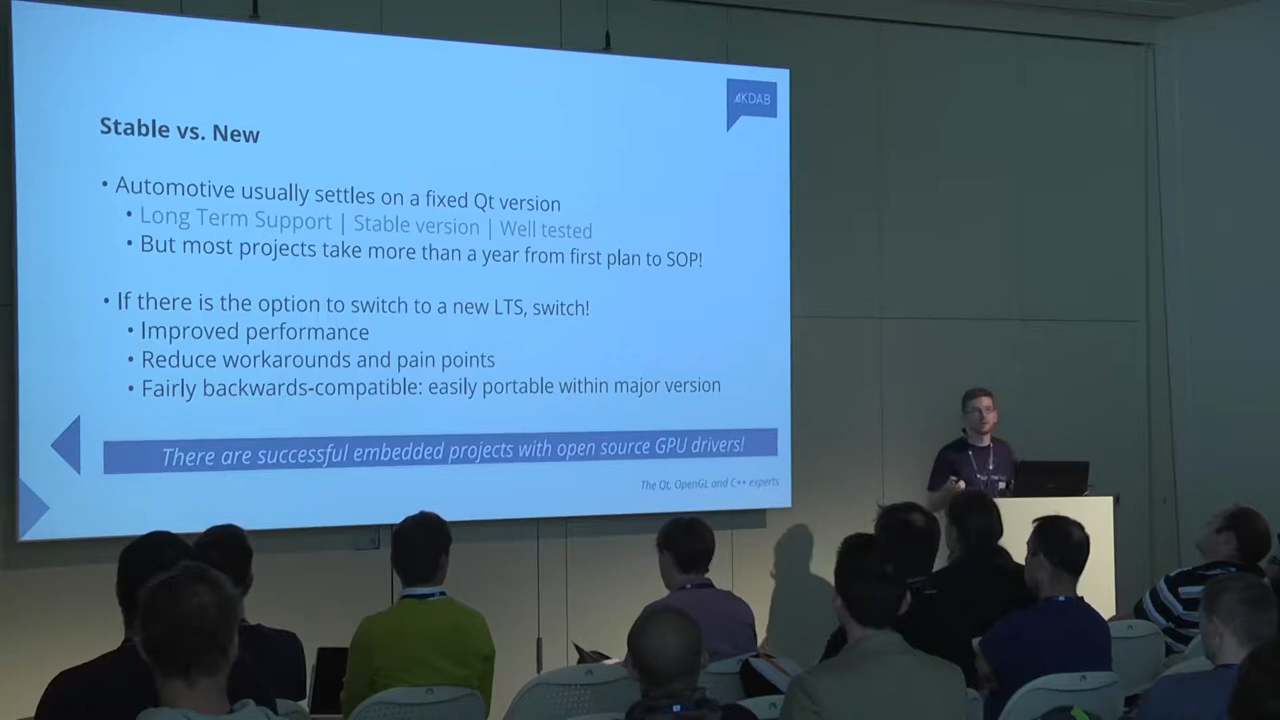 KDAB
Stable vs. New
• Automotive usually settles on a fixed Qt version
• Long Term Support | Stable version | Well tested
• But most projects take more than a year from first plan to SOP!
• If there is the option to switch to a new LTS, switch!
• Improved performance
• Reduce workarounds and pain points
• Fairly backwards-compatible: easily portable within major version
There are successful embedded projects with open source GPU drivers!
The Qt, OpenGL and C++ experts